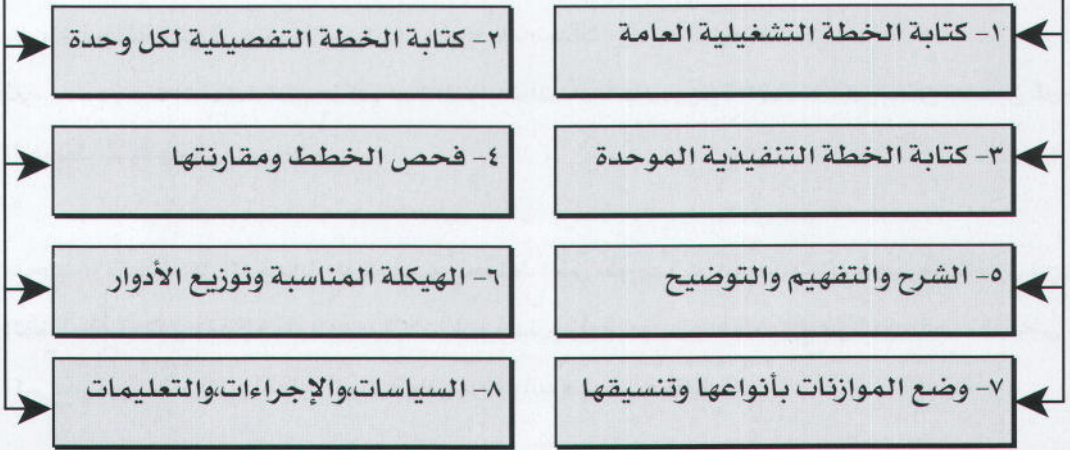 ١- كتابة الخطة التشغيلية العامة
٢- كتابة الخطة التفصيلية لكل وحدة
٣- كتابة الخطة التنفيذية الموحدة
٤- فحص الخطط ومقارنتها
٥- الشرح والتفهيم والتوضيح
٦- الهيكلة المناسبة وتوزيع الأدوار
٧- وضع الموازنات بأنواعها وتنسيقها
٨- السياسات،والإجراءات،والتعليمات